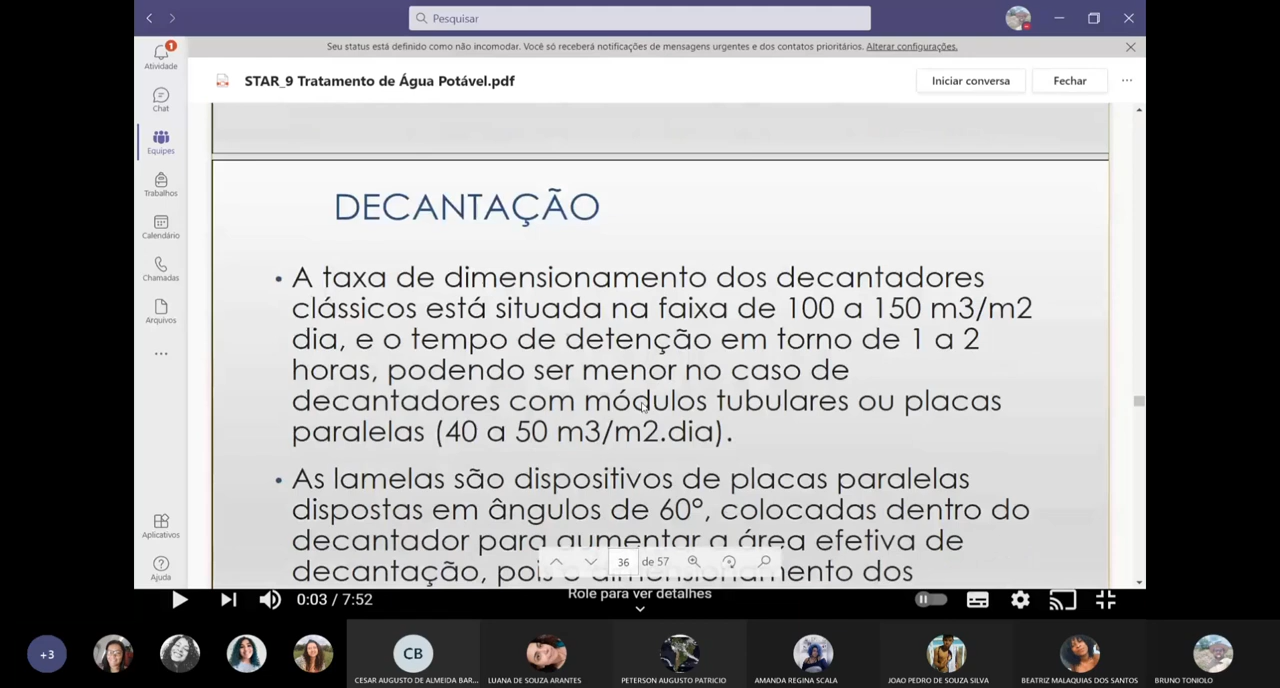 Pesquisar
Seu status está definido como não incomodar. Você só receberá notificações de mensagens urgentes e dos contatos prioritários. Alterar configurações.
1
Atividade
Chat
Equipes
Trabalhos
Calendário
Chamadas
Arquivos
Aplicativos
Ajuda
STAR_9 Tratamento de Água Potável.pdf
Iniciar conversa
Fechar
DECANTAÇÃO
• A taxa de dimensionamento dos decantadores
clássicos está situada na faixa de 100 a 150 m3/m2
dia, e o tempo de detenção em torno de 1 a 2
horas, podendo ser menor no caso de
decantadores com módulos tubulares ou placas
paralelas (40 a 50 m3/m2.dia).
• As lamelas são dispositivos de placas paralelas
dispostas em ângulos de 60°, colocadas dentro do
decantador para aumentar a área efetiva de
decantação, pois o dimensionamento dos
36 de 57
Role para ver detalhes
0:03 / 7:52
+3
CB
CESAR AUGUSTO DE ALMEIDA BAR...
LUANA DE SOUZA ARANTES
PETERSON AUGUSTO PATRICIO
AMANDA REGINA SCALA
JOAO PEDRO DE SOUZA SILVA
BEATRIZ MALAQUIAS DOS SANTOS
BRUNO TONIOLO